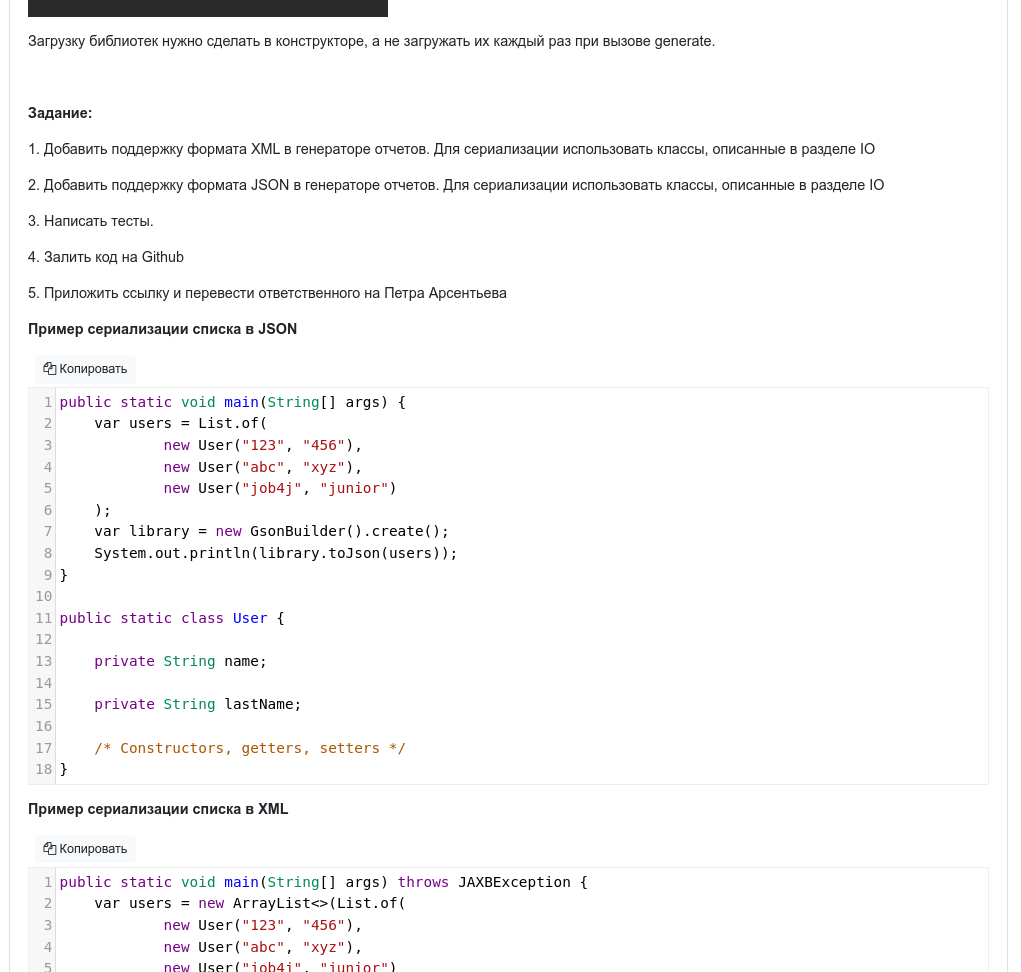 Загрузку библиотек нужно сделать в конструкторе, а не загружать их каждый раз при вызове generate.
Задание:
1. Добавить поддержку формата XML в генераторе отчетов. Для сериализации использовать классы, описанные в разделе IO
2. Добавить поддержку формата JSON в генераторе отчетов. Для сериализации использовать классы, описанные в разделе IO
3. Написать тесты.
4. Залить код на Github
5. Приложить ссылку и перевести ответственного на Петра Арсентьева
Пример сериализации списка в JSON
Копировать
1 public static void main(String[] args) {
2     var users = List.of(
3             new User("123", "456"),
4             new User("abc", "xyz"),
5             new User("job4j", "junior")
6     );
7     var library = new GsonBuilder().create();
8     System.out.println(library.toJson(users));
9 }
10
11 public static class User {
12
13     private String name;
14
15     private String lastName;
16
17     /* Constructors, getters, setters */
18 }
Пример сериализации списка в XML
Копировать
1 public static void main(String[] args) throws JAXBException {
2     var users = new ArrayList<>(List.of(
3             new User("123", "456"),
4             new User("abc", "xyz"),
5             new User("job4j", "junior")